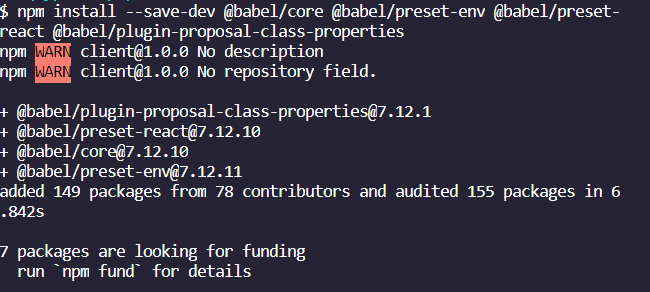 $ npm install --save-dev @babel/core @babel/preset-env @babel/preset-
react @babel/plugin-proposal-class-properties
npm WARN client@1.0.0 No description
npm WARN client@1.0.0 No repository field.
+ @babel/plugin-proposal-class-properties@7.12.1
+ @babel/preset-react@7.12.10
+ @babel/core@7.12.10
+ @babel/preset-env@7.12.11
added 149 packages from 78 contributors and audited 155 packages in 6
.842s
7 packages are looking for funding
  run `npm fund` for details